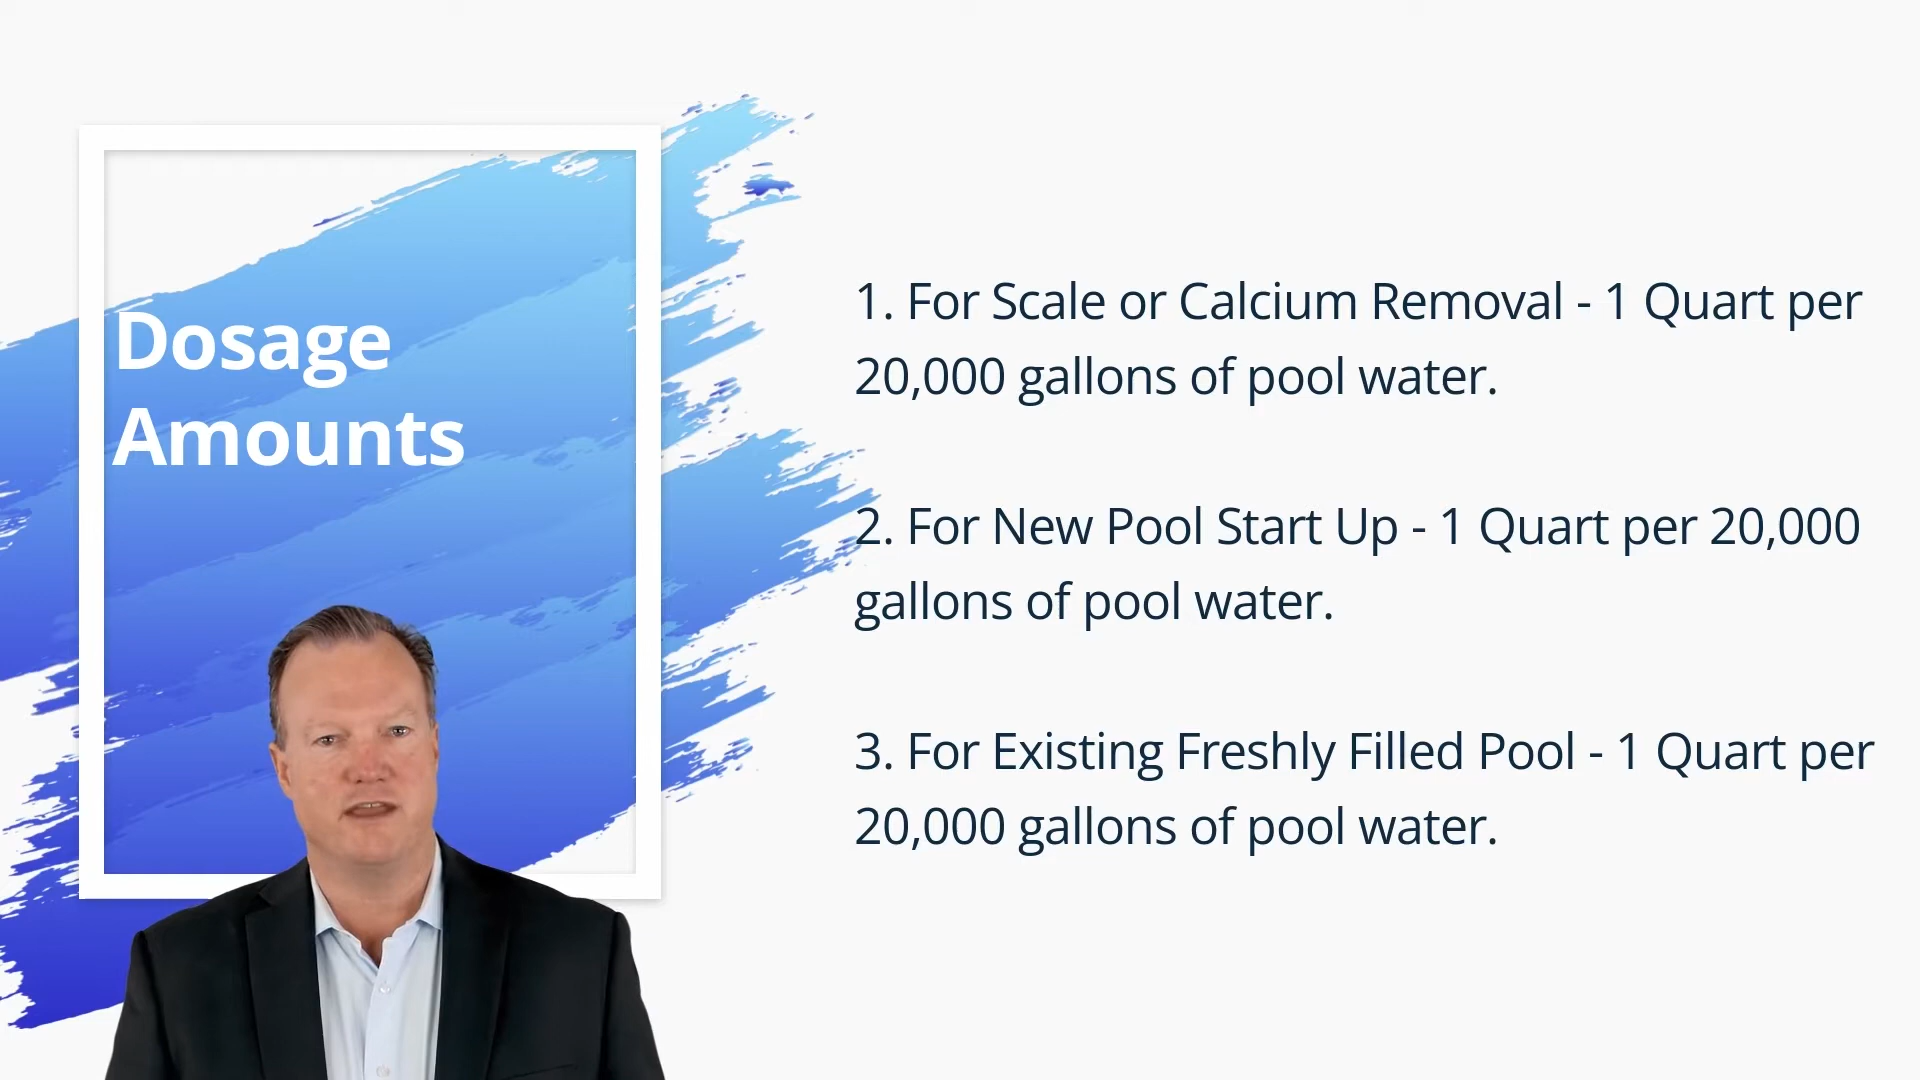 Dosage
Amounts
1. For Scale or Calcium Removal - 1 Quart per
20,000 gallons of pool water.
2. For New Pool Start Up - 1 Quart per 20,000
gallons of pool water.
3. For Existing Freshly Filled Pool - 1 Quart per
20,000 gallons of pool water.